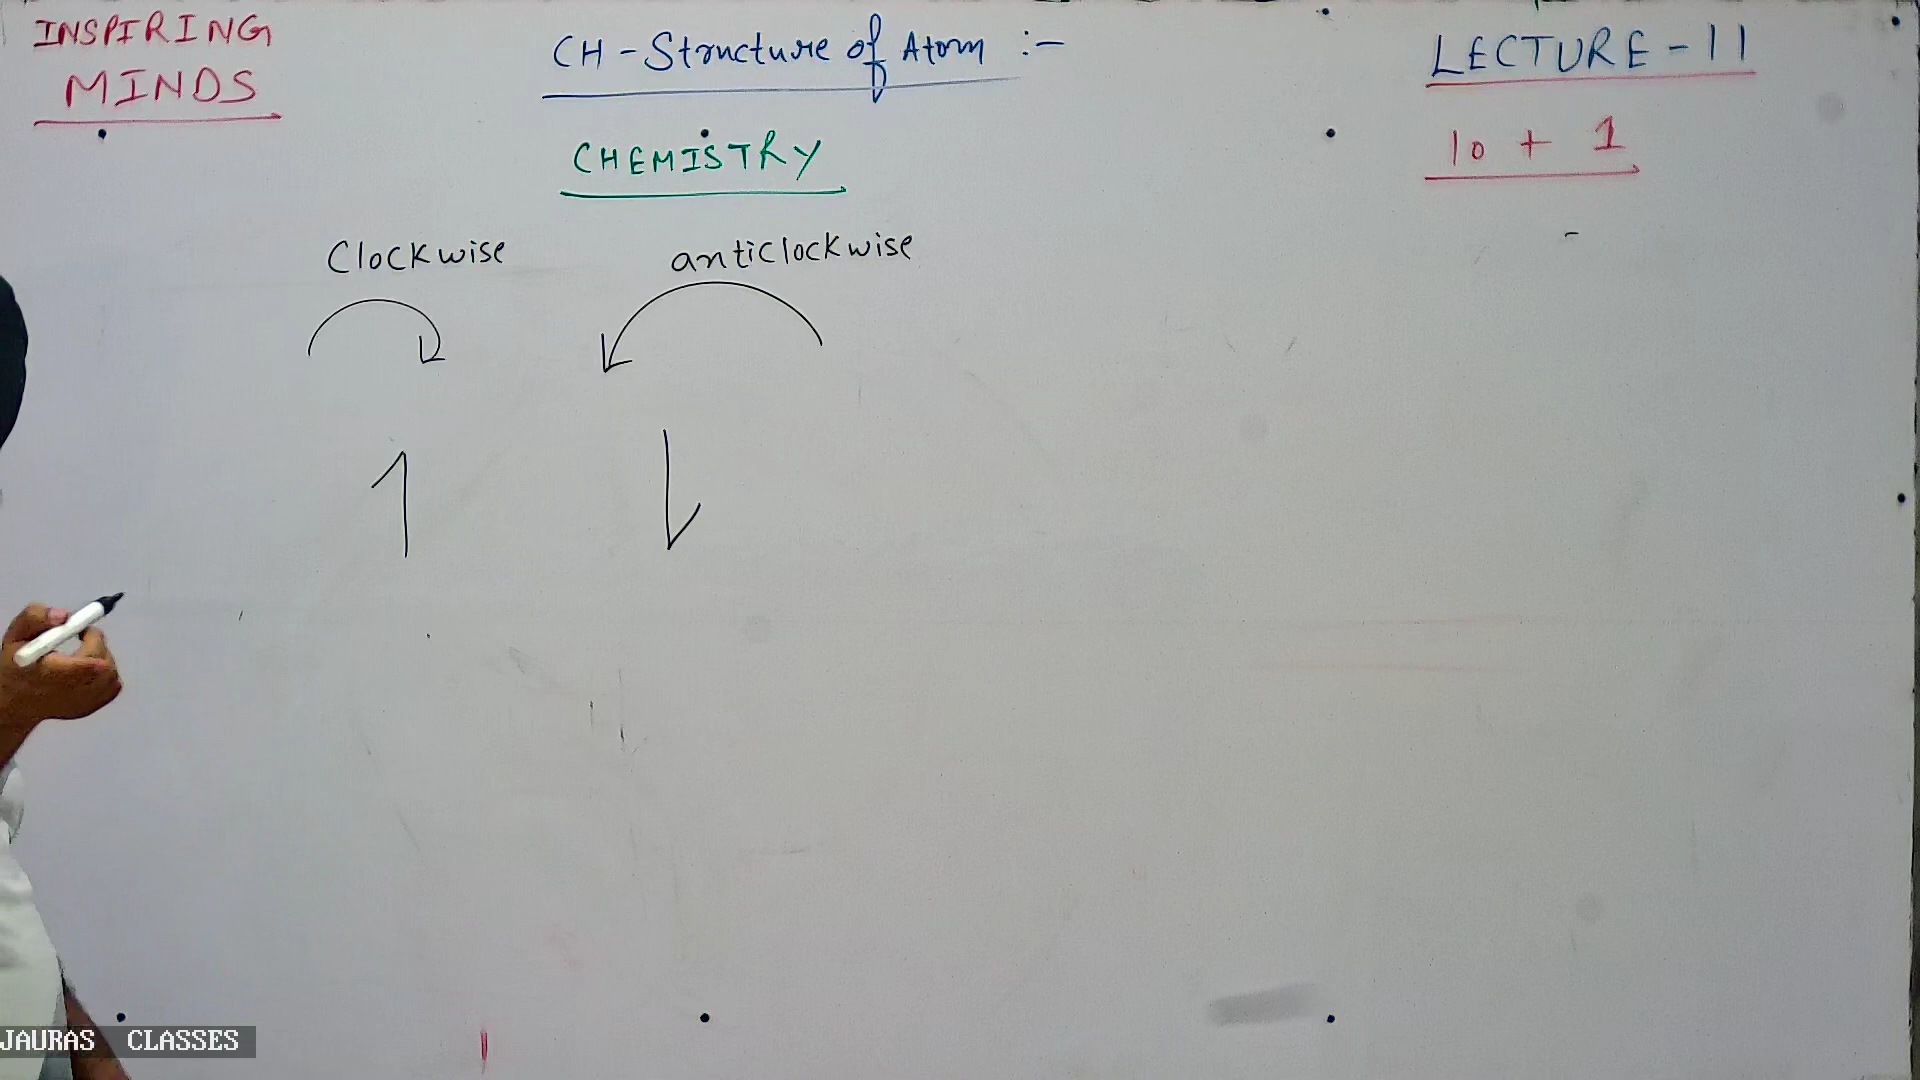 INSPIRING
MINDS
CH - Structure of Atom :-
CHEMISTRY
LECTURE - 11
10 + 1
Clockwise
anticlockwise
JAURAS CLASSES